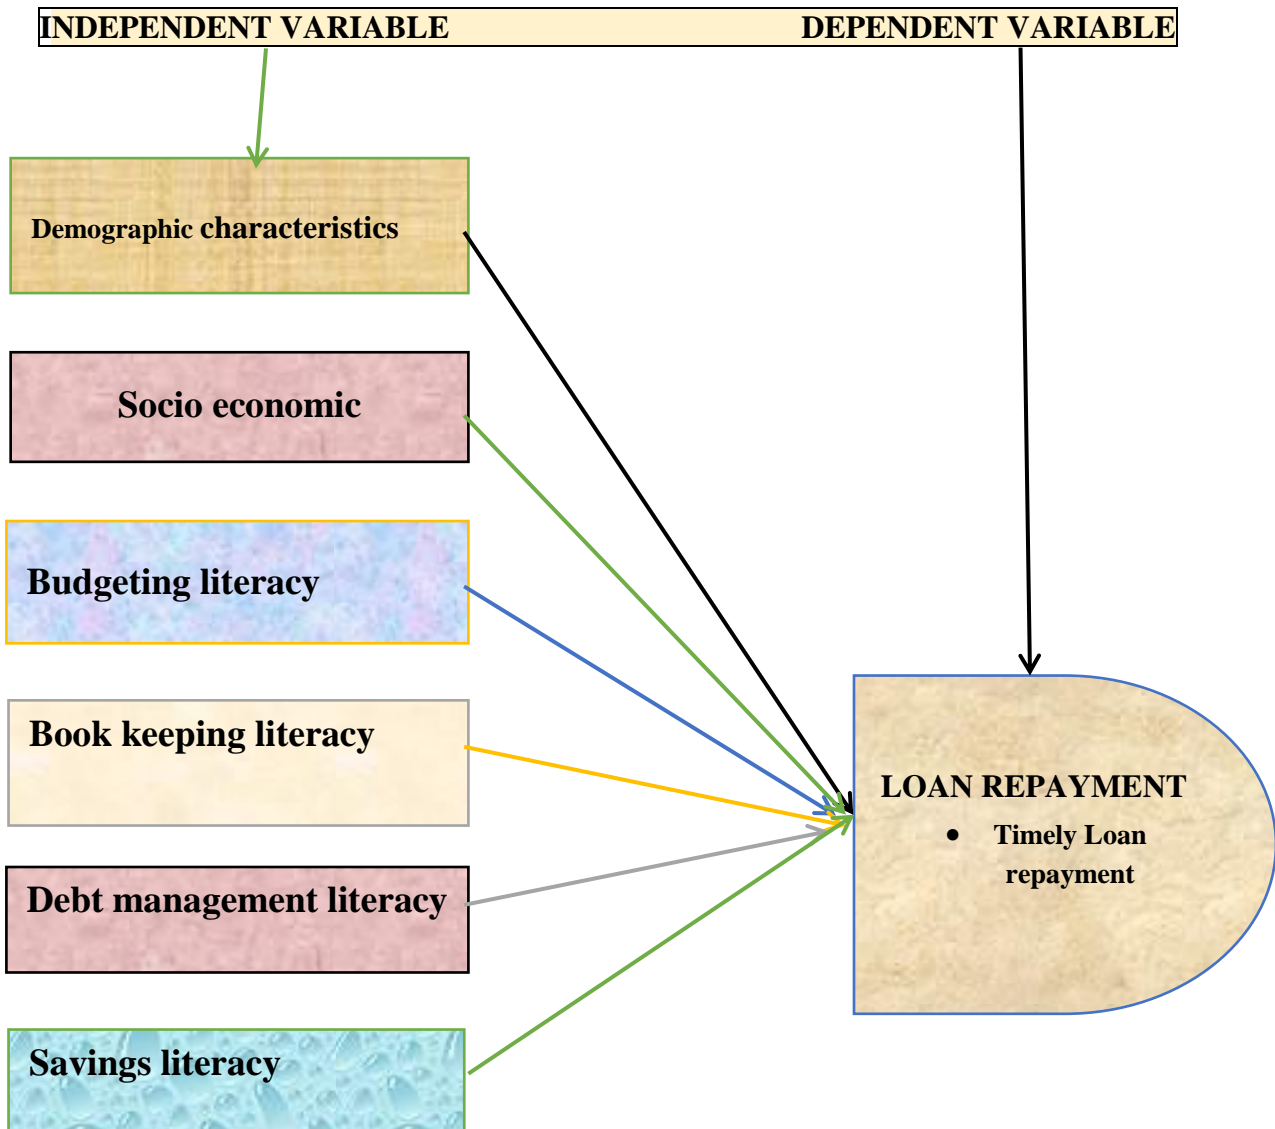 INDEPENDENT VARIABLE DEPENDENT VARIABLE
Demographic characteristics
Socio economic
Budgeting literacy
Book keeping literacy
Debt management literacy
Savings literacy
LOAN REPAYMENT
• Timely Loan
repayment